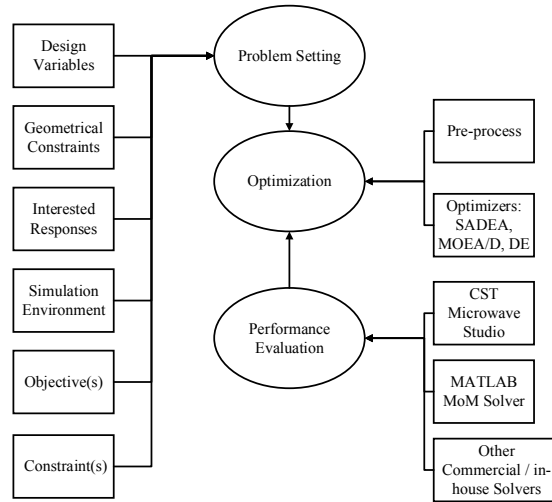 Design
Variables
Geometrical
Constraints
Interested
Responses
Simulation
Environment
Objective(s)
Constraint(s)
Problem Setting
Optimization
Performance
Evaluation
Pre-process
Optimizers:
SADEA,
MOEA/D, DE
CST
Microwave
Studio
MATLAB
MoM Solver
Other
Commercial / in-
house Solvers